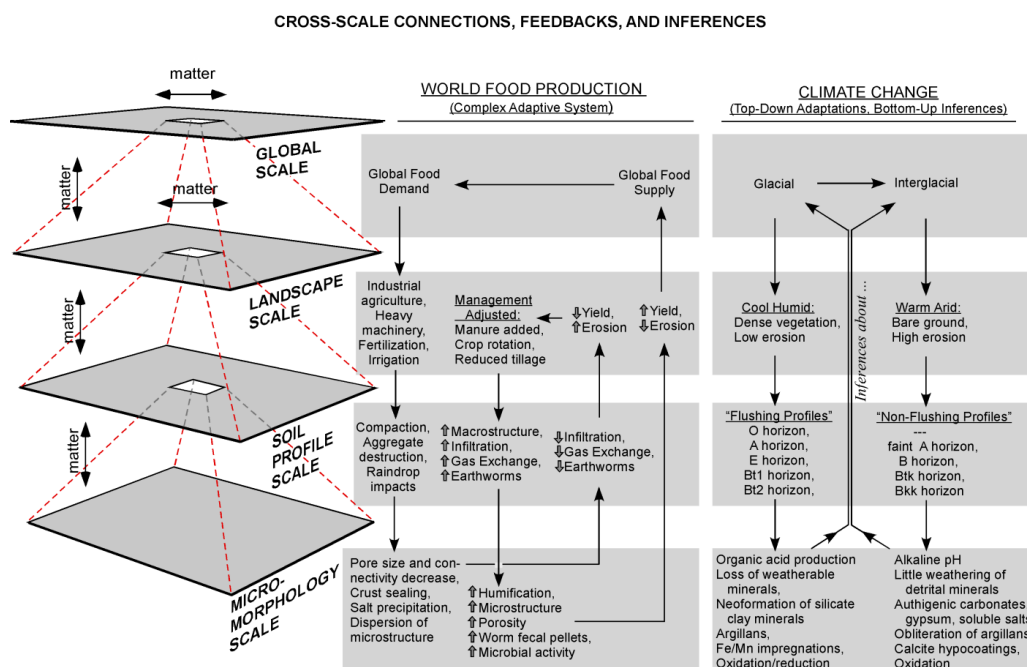 CROSS-SCALE CONNECTIONS, FEEDBACKS, AND INFERENCES
matter
GLOBAL
SCALE
matter
matter
LANDSCAPE
SCALE
matter
SOIL
PROFILE
SCALE
matter
MICRO-
MORPHOLOGY
SCALE
WORLD FOOD PRODUCTION
(Complex Adaptive System)
Global Food
Demand
Global Food
Supply
Industrial
agriculture,
Heavy
machinery,
Fertilization,
Irrigation
Management
Adjusted:
Manure added,
Crop rotation,
Reduced tillage
⇩Yield,
⇧Erosion
⇧Yield,
⇩Erosion
Compaction,
Aggregate
destruction,
Raindrop
impacts
⇧Macrostructure,
⇧Infiltration,
⇧Gas Exchange,
⇧Earthworms
⇩Infiltration,
⇩Gas Exchange,
⇩Earthworms
Pore size and con-
nectivity decrease,
Crust sealing,
Salt precipitation,
Dispersion of
microstructure
⇧Humification,
⇧Microstructure
⇧Porosity
⇧Worm fecal pellets,
⇧Microbial activity
CLIMATE CHANGE
(Top-Down Adaptations, Bottom-Up Inferences)
Glacial
Interglacial
Inferences about ...
Cool Humid:
Dense vegetation,
Low erosion
Warm Arid:
Bare ground,
High erosion
"Flushing Profiles"
O horizon,
A horizon,
E horizon,
Bt1 horizon,
Bt2 horizon,
"Non-Flushing Profiles"
---
faint A horizon,
B horizon,
Btk horizon,
Bkk horizon
Organic acid production
Loss of weatherable
minerals,
Neoformation of silicate
clay minerals
Argillans,
Fe/Mn impregnations,
Oxidation/reduction
Alkaline pH
Little weathering of
detrital minerals
Authigenic carbonates
gypsum, soluble salts
Obliteration of argillans,
Calcite hypocoatings,
Oxidation